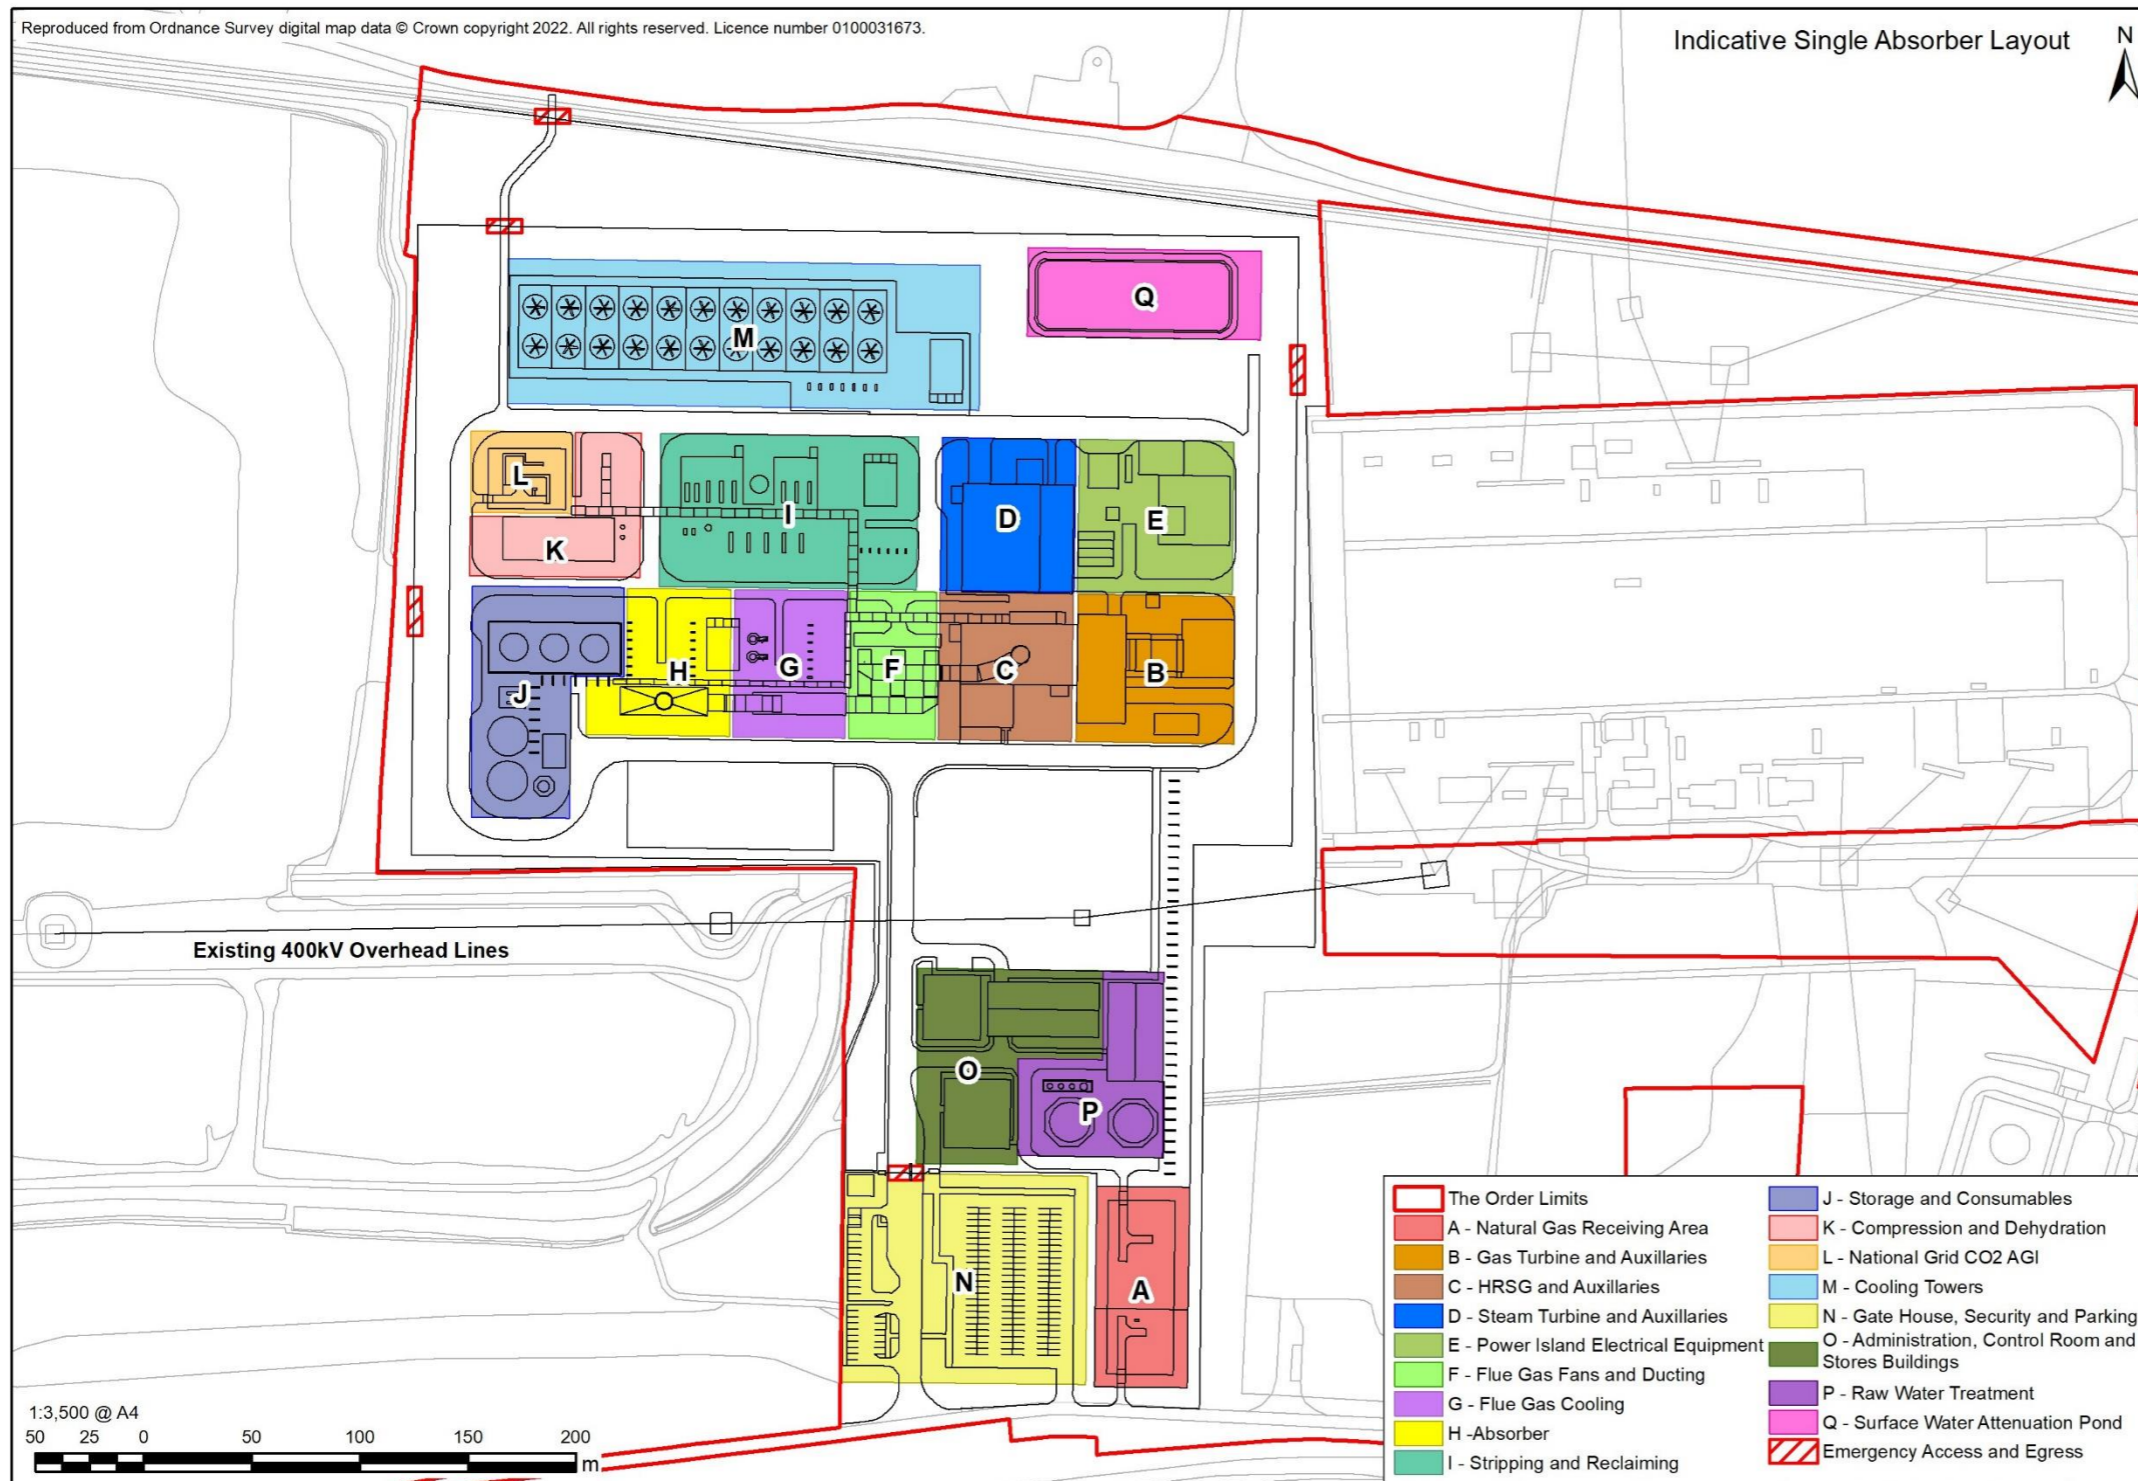 Reproduced from Ordnance Survey digital map data © Crown copyright 2022. All rights reserved. Licence number 0100031673.
Indicative Single Absorber Layout
N
Q
M
L
I
D
E
K
H
G
F
C
B
J
Existing 400kV Overhead Lines
O
P
N
A
The Order Limits
A - Natural Gas Receiving Area
B - Gas Turbine and Auxillaries
C - HRSG and Auxillaries
D - Steam Turbine and Auxillaries
E - Power Island Electrical Equipment
F - Flue Gas Fans and Ducting
G - Flue Gas Cooling
H -Absorber
I - Stripping and Reclaiming
J - Storage and Consumables
K - Compression and Dehydration
L - National Grid CO2 AGI
M - Cooling Towers
N - Gate House, Security and Parking
O - Administration, Control Room and
Stores Buildings
P - Raw Water Treatment
Q - Surface Water Attenuation Pond
Emergency Access and Egress
1:3,500 @ A4
50 25 0 50 100 150 200
m